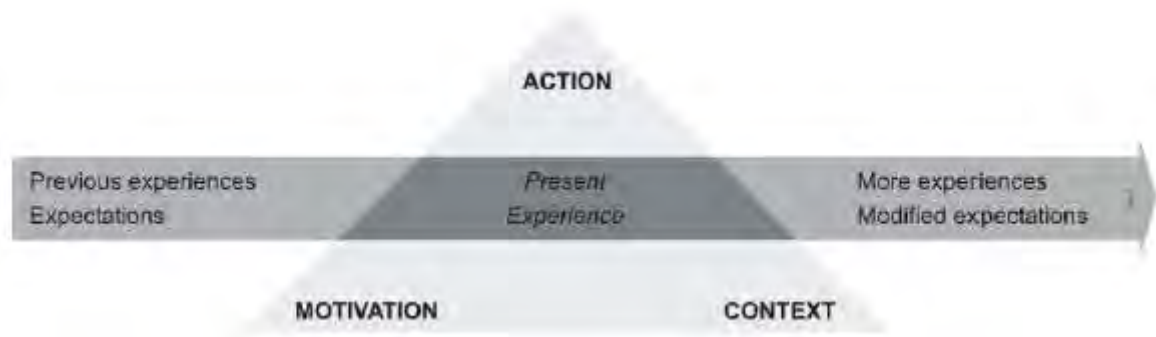 ACTION
Previous experiences
Expectations
Present
Experience
More experiences
Modified expectations
MOTIVATION
CONTEXT